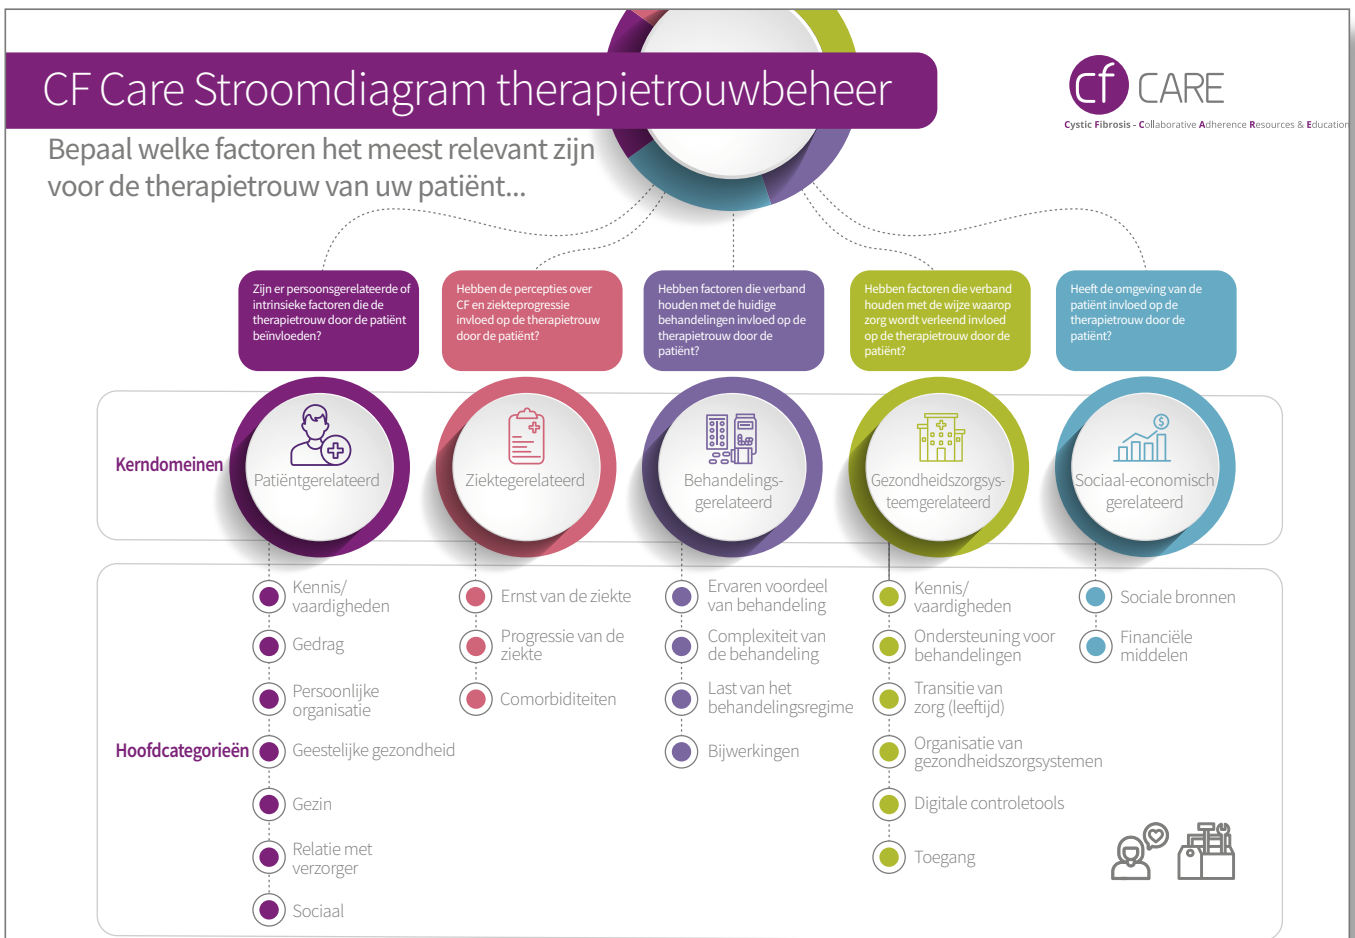 CF Care Stroomdiagram therapietrouwbeheer
cf CARE
Cystic Fibrosis - Collaborative Adherence Resources & Education
Bepaal welke factoren het meest relevant zijn
voor de therapietrouw van uw patiënt...
Zijn er persoonsgerelateerde of
intrinsieke factoren die de
therapietrouw door de patiënt
beïnvloeden?
Hebben de percepties over
CF en ziekteprogressie
invloed op de therapietrouw
door de patiënt?
Hebben factoren die verband
houden met de huidige
behandelingen invloed op de
therapietrouw door de
patiënt?
Hebben factoren die verband
houden met de wijze waarop
zorg wordt verleend invloed
op de therapietrouw door de
patiënt?
Heeft de omgeving van de
patiënt invloed op de
therapietrouw door de
patiënt?
Kerndomeinen
Patiëntgerelateerd
Ziektegerelateerd
Behandelings-
gerelateerd
Gezondheidszorgsys-
teemgerelateerd
$
Sociaal-economisch
gerelateerd
Hoofdcategorieën
Kennis/
vaardigheden
Gedrag
Persoonlijke
organisatie
Geestelijke gezondheid
Gezin
Relatie met
verzorger
Sociaal
Ernst van de ziekte
Progressie van de
ziekte
Comorbiditeiten
Ervaren voordeel
van behandeling
Complexiteit van
de behandeling
Last van het
behandelingsregime
Bijwerkingen
Kennis/
vaardigheden
Ondersteuning voor
behandelingen
Transitie van
zorg (leeftijd)
Organisatie van
gezondheidszorgsystemen
Digitale controletools
Toegang
Sociale bronnen
Financiële
middelen